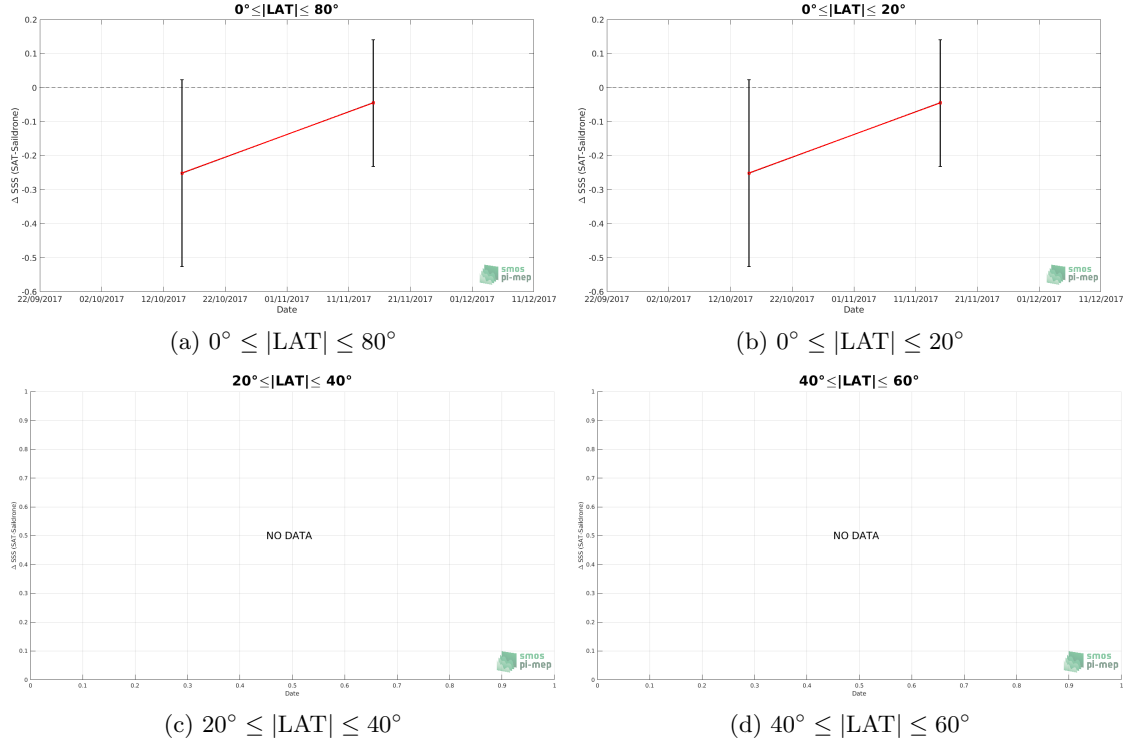 0°≤|LAT|≤ 80°
0.2
0.1
0
-0.1
-0.2
-0.3
-0.4
-0.5
-0.6
Δ SSS (SAT-Saildrone)
22/09/2017 02/10/2017 12/10/2017 22/10/2017 01/11/2017 11/11/2017 21/11/2017 01/12/2017 11/12/2017
Date
smos
pi-mep
(a) 0° ≤ |LAT| ≤ 80°
0°≤|LAT|≤ 20°
0.2
0.1
0
-0.1
-0.2
-0.3
-0.4
-0.5
-0.6
Δ SSS (SAT-Saildrone)
22/09/2017 02/10/2017 12/10/2017 22/10/2017 01/11/2017 11/11/2017 21/11/2017 01/12/2017 11/12/2017
Date
smos
pi-mep
(b) 0° ≤ |LAT| ≤ 20°
20°≤|LAT|≤ 40°
1
0.9
0.8
0.7
0.6
0.5
0.4
0.3
0.2
0.1
0
Δ SSS (SAT-Saildrone)
NO DATA
0 0.1 0.2 0.3 0.4 0.5 0.6 0.7 0.8 0.9 1
Date
smos
pi-mep
(c) 20° ≤ |LAT| ≤ 40°
40°≤|LAT|≤ 60°
1
0.9
0.8
0.7
0.6
0.5
0.4
0.3
0.2
0.1
0
Δ SSS (SAT-Saildrone)
NO DATA
0 0.1 0.2 0.3 0.4 0.5 0.6 0.7 0.8 0.9 1
Date
smos
pi-mep
(d) 40° ≤ |LAT| ≤ 60°